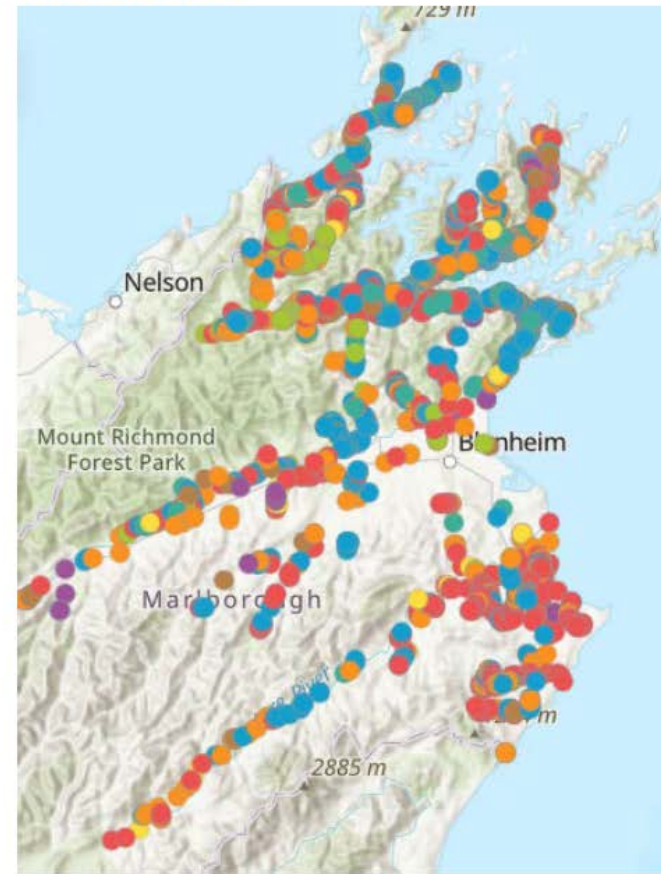 729 m
Nelson
Mount Richmond
Forest Park
Blenheim
Marlborough
2885 m